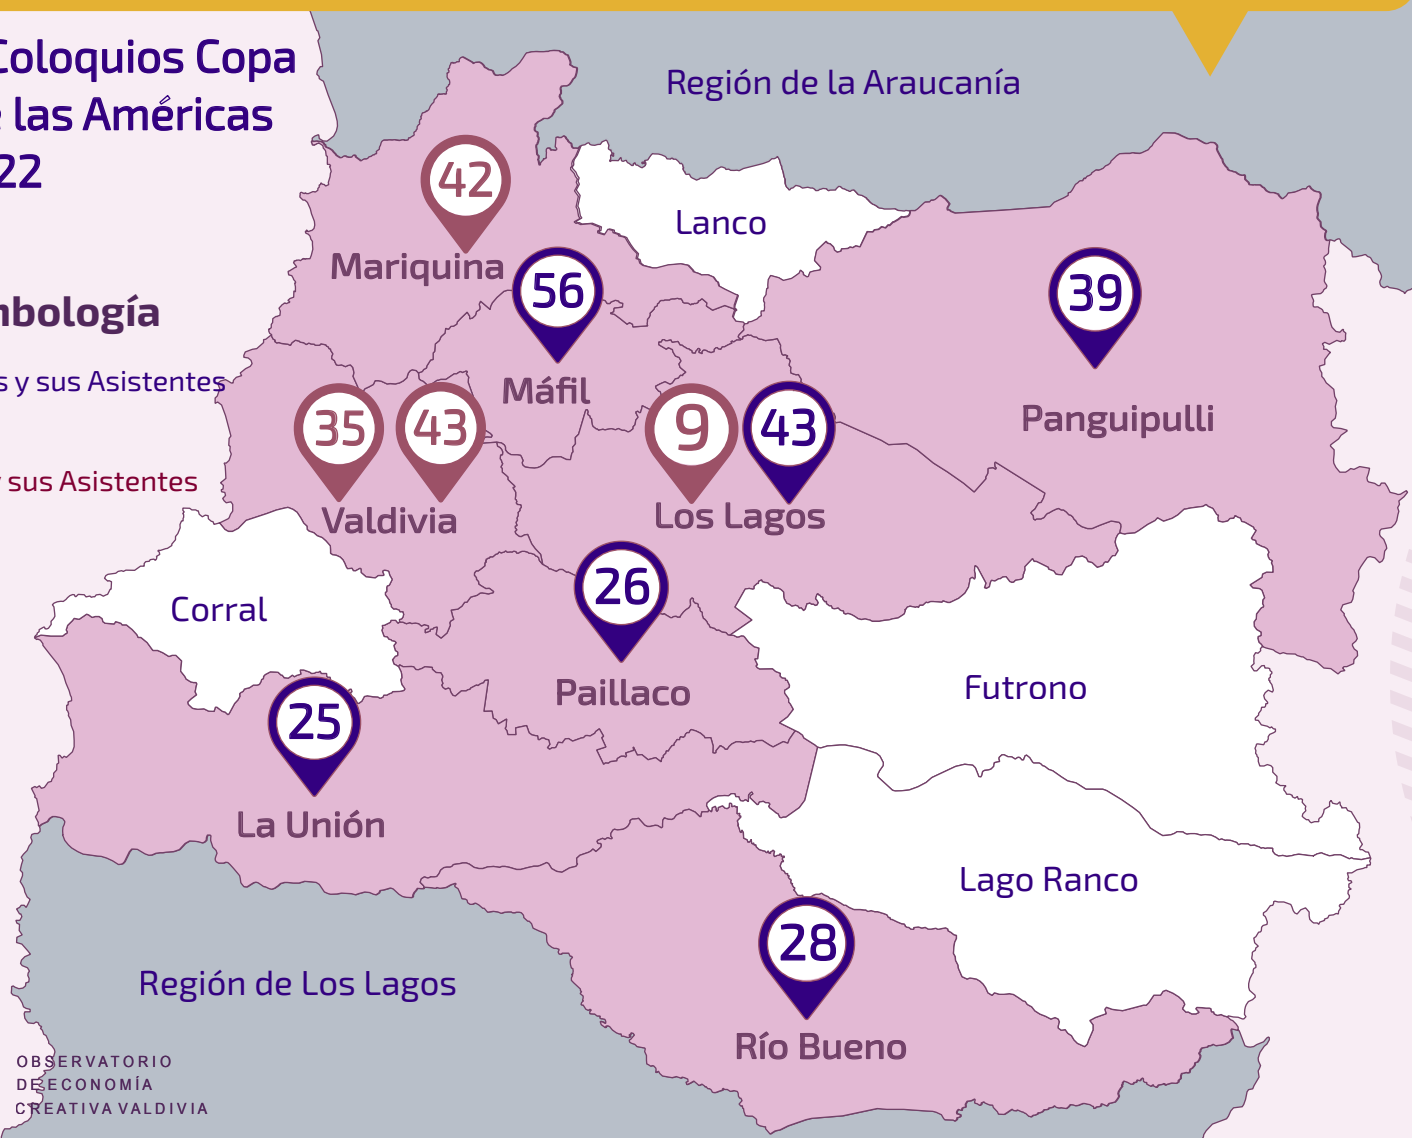 Coloquios Copa
e las Américas
22
Región de la Araucanía
42
Lanco
Mariquina
56
39
mbología
s y sus Asistentes
Máfil
Panguipulli
35
43
9
43
y sus Asistentes
Valdivia
Los Lagos
26
Corral
Paillaco
Futrono
25
La Unión
Lago Ranco
28
Región de Los Lagos
Río Bueno
OBSERVATORIO
DE ECONOMÍA
CREATIVA VALDIVIA